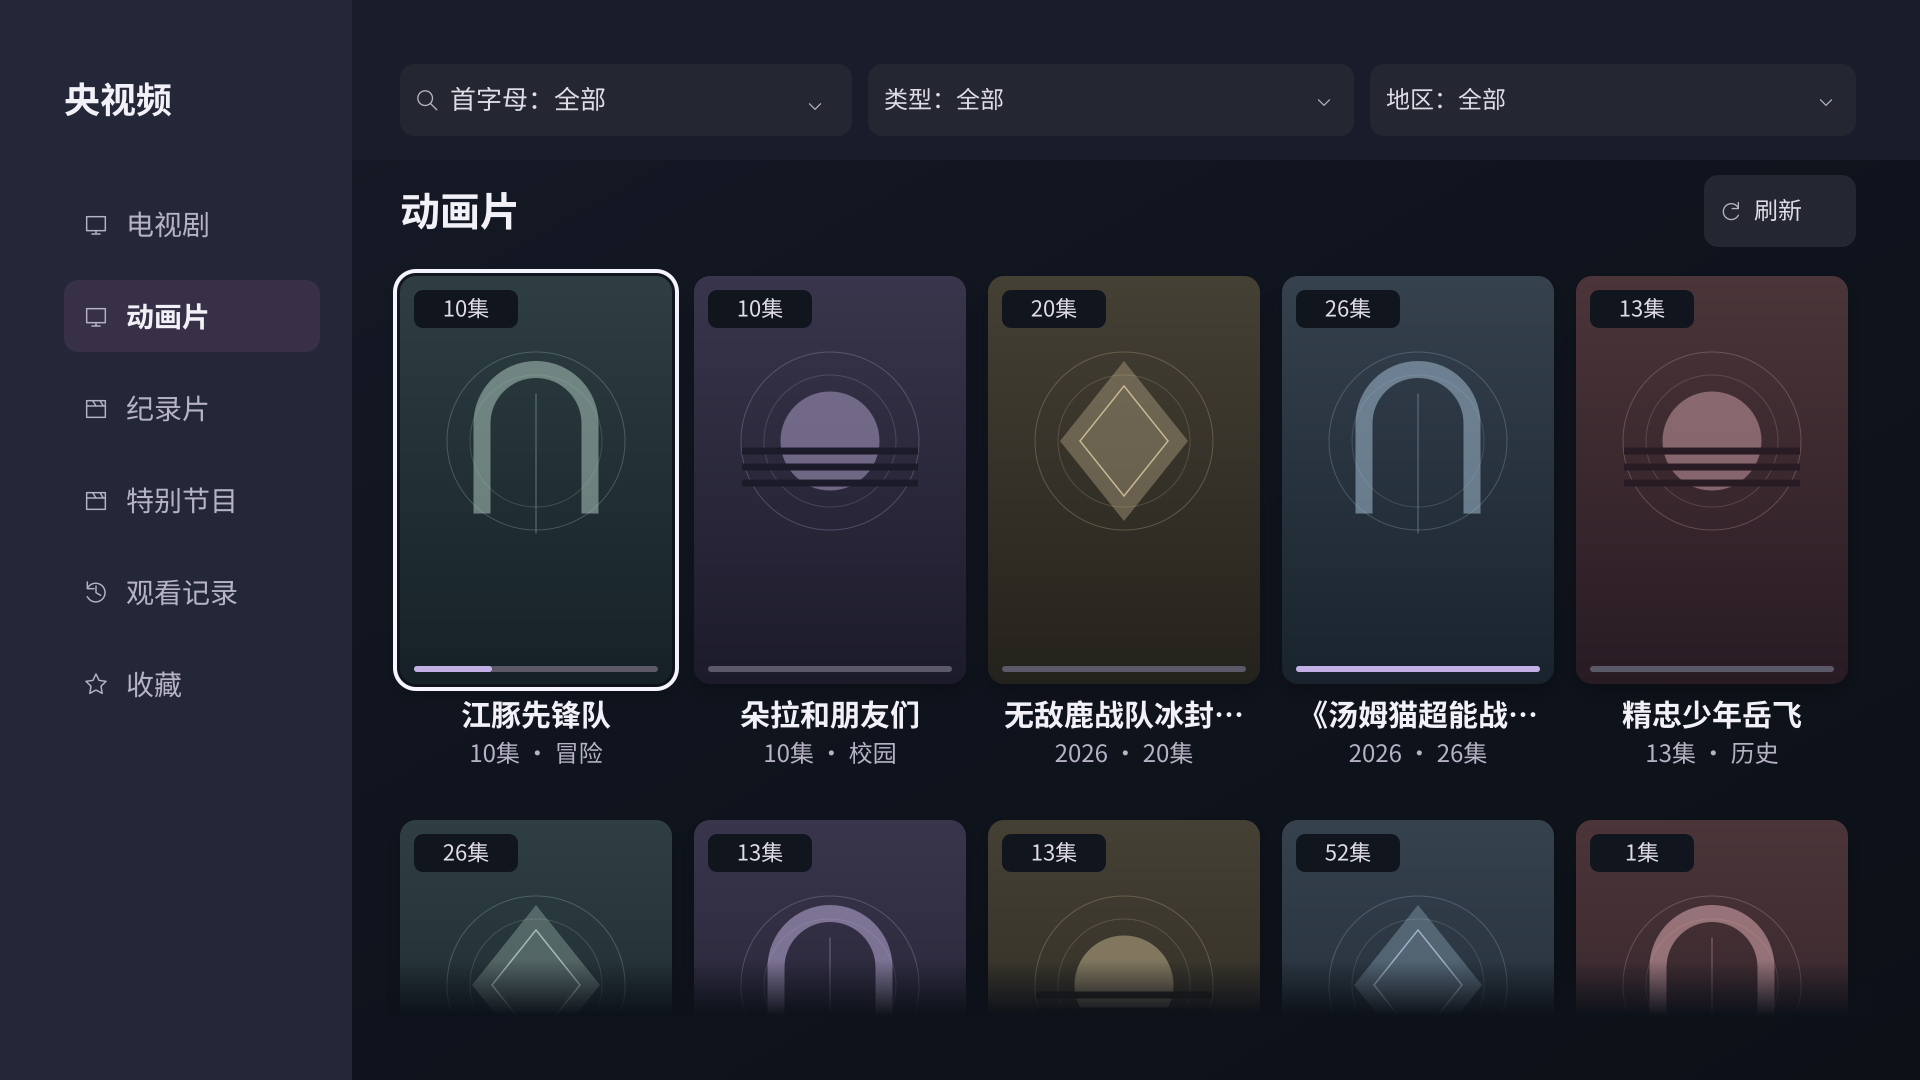 央视频
电视剧
动画片
纪录片
特别节目
观看记录
收藏
首字母：全部
类型：全部
地区：全部
动画片
刷新
10集
10集
20集
26集
13集
江豚先锋队
朵拉和朋友们
无敌鹿战队冰封…
《汤姆猫超能战…
精忠少年岳飞
10集 • 冒险
10集 • 校园
2026 • 20集
2026 • 26集
13集 • 历史
26集
13集
13集
52集
1集